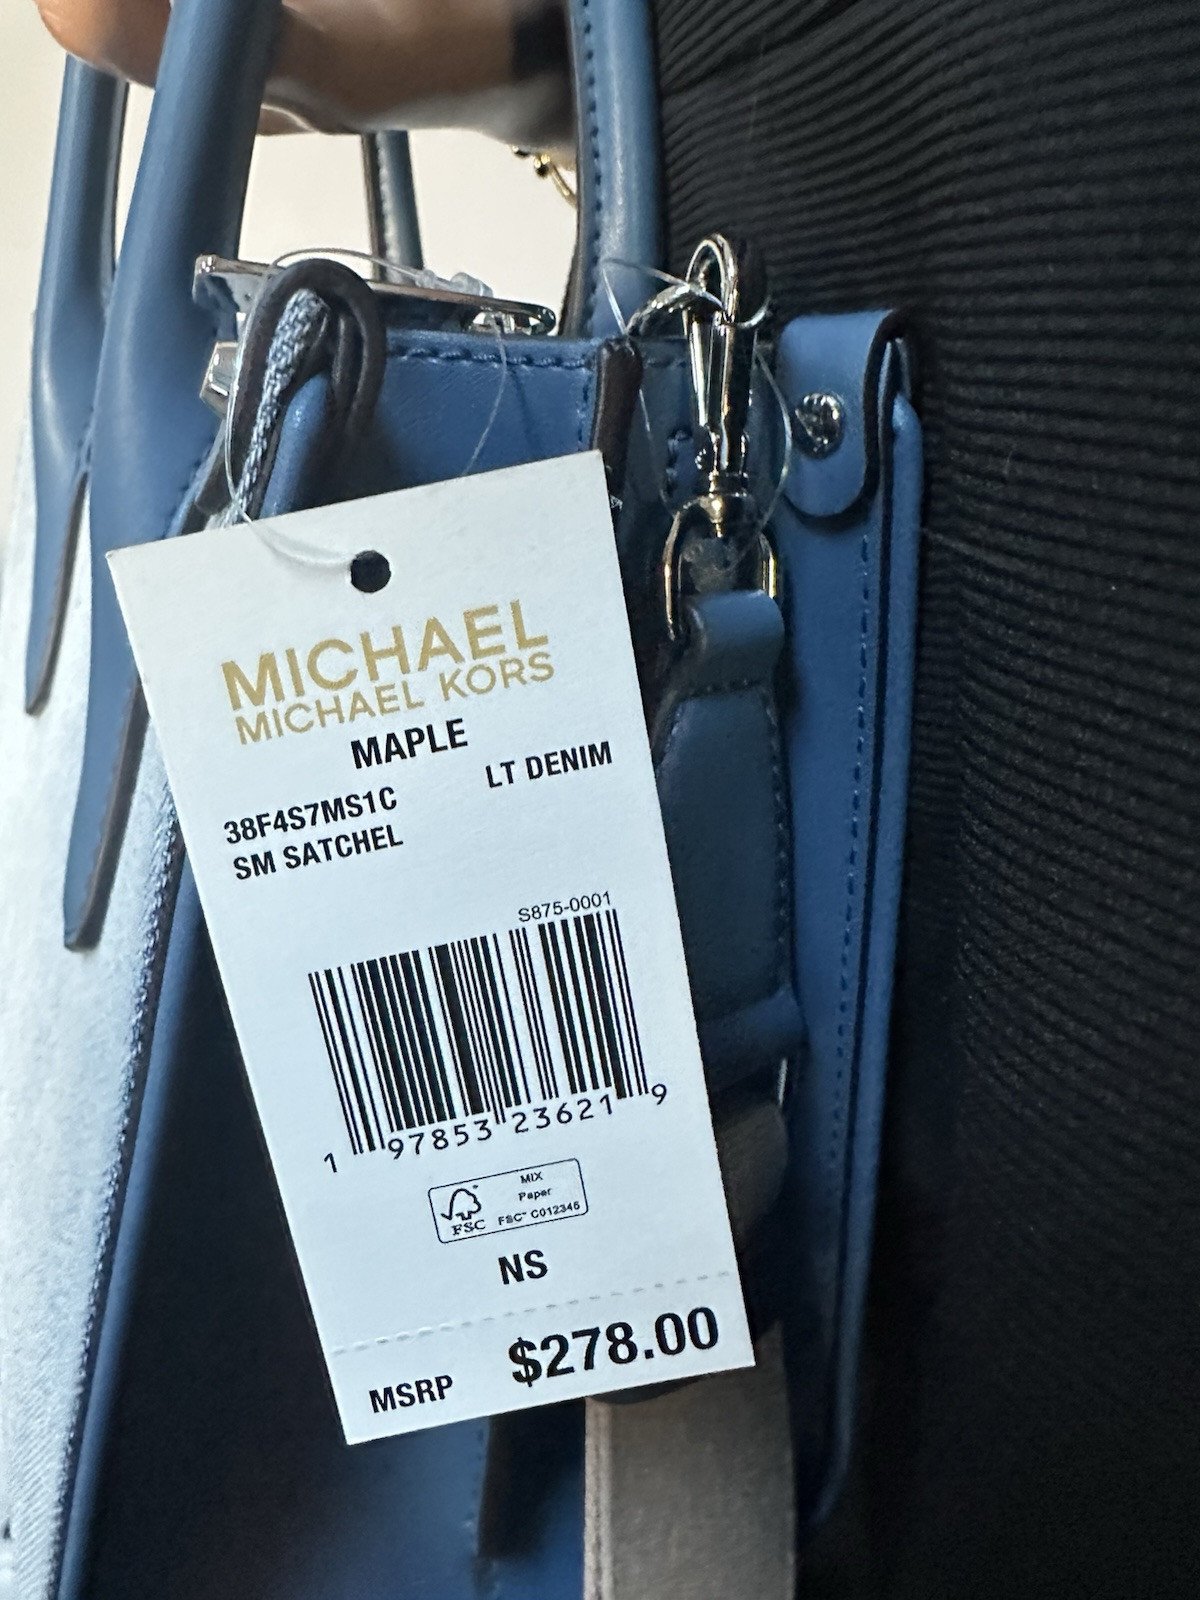 MICHAEL
MICHAEL KORS
MAPLE
LT DENIM
38F4S7MS1C
SM SATCHEL
S875-0001
1 97853 23621 9
MIX
Paper
FSC™ C012345
FSC
NS
MSRP $278.00